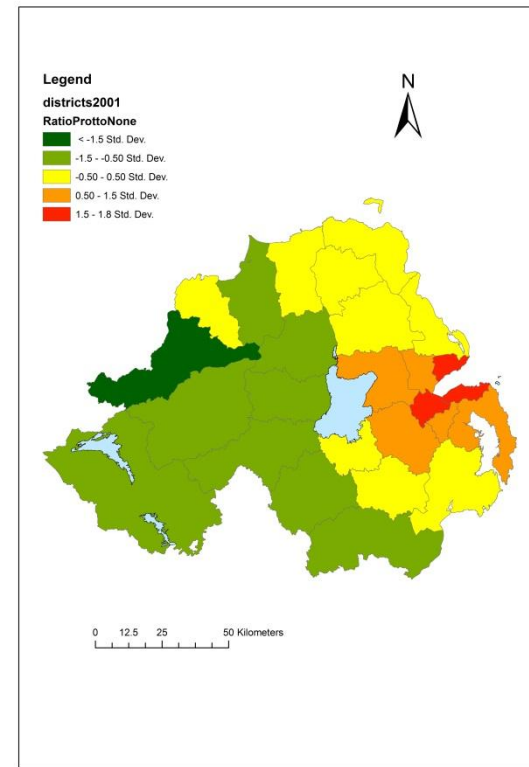 Legend
districts2001
RatioProttoNone
< -1.5 Std. Dev.
-1.5 - -0.50 Std. Dev.
-0.50 - 0.50 Std. Dev.
0.50 - 1.5 Std. Dev.
1.5 - 1.8 Std. Dev.
N
0 12.5 25 50 Kilometers